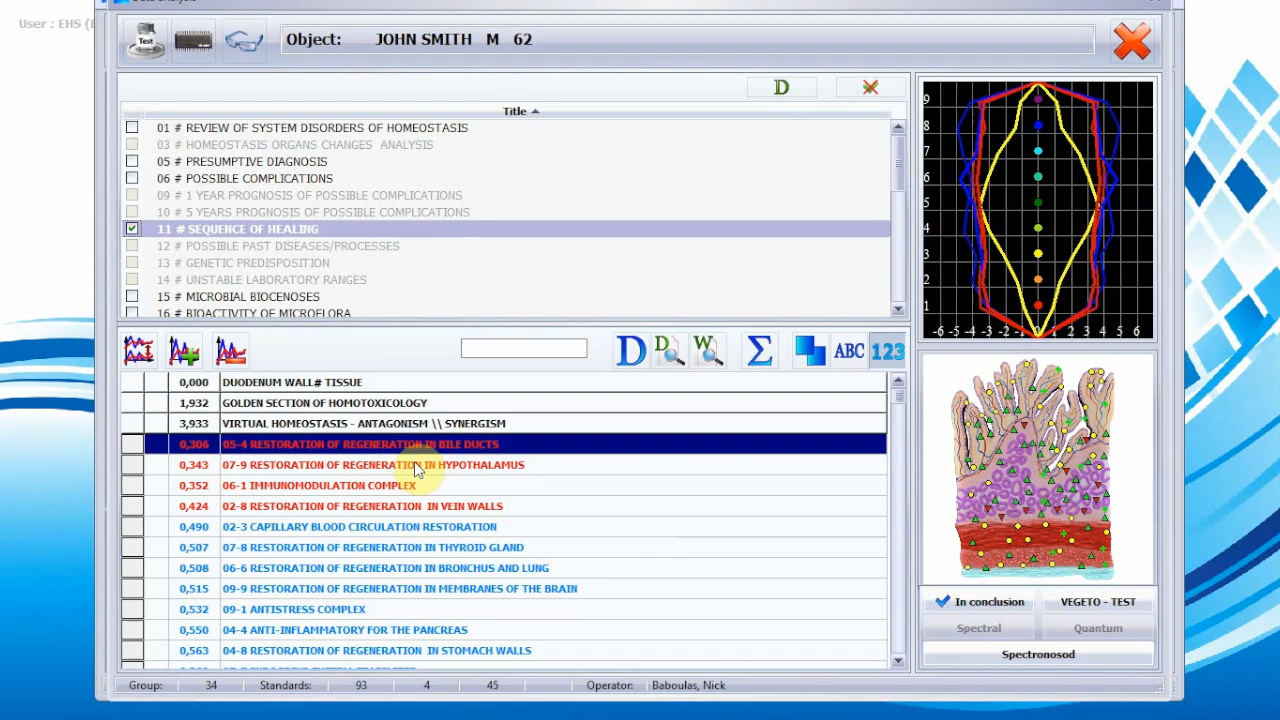 User : EHS (
Test
Object: JOHN SMITH M 62
D
Title
01 # REVIEW OF SYSTEM DISORDERS OF HOMEOSTASIS
03 # HOMEOSTASIS ORGANS CHANGES ANALYSIS
05 # PRESUMPTIVE DIAGNOSIS
06 # POSSIBLE COMPLICATIONS
09 # 1 YEAR PROGNOSIS OF POSSIBLE COMPLICATIONS
10 # 5 YEARS PROGNOSIS OF POSSIBLE COMPLICATIONS
11 # SEQUENCE OF HEALING
12 # POSSIBLE PAST DISEASES/PROCESSES
13 # GENETIC PREDISPOSITION
14 # UNSTABLE LABORATORY RANGES
15 # MICROBIAL BIOCENOSES
16 # BIOACTIVITY OF MICROFLORA
D D W Σ ABC 123
0,000 DUODENUM WALL# TISSUE
1,932 GOLDEN SECTION OF HOMOTOXICOLOGY
3,933 VIRTUAL HOMEOSTASIS - ANTAGONISM \\ SYNERGISM
0,306 05-4 RESTORATION OF REGENERATION IN BILE DUCTS
0,343 07-9 RESTORATION OF REGENERATION IN HYPOTHALAMUS
0,352 06-1 IMMUNOMODULATION COMPLEX
0,424 02-8 RESTORATION OF REGENERATION IN VEIN WALLS
0,490 02-3 CAPILLARY BLOOD CIRCULATION RESTORATION
0,507 07-8 RESTORATION OF REGENERATION IN THYROID GLAND
0,508 06-6 RESTORATION OF REGENERATION IN BRONCHUS AND LUNG
0,515 09-9 RESTORATION OF REGENERATION IN MEMBRANES OF THE BRAIN
0,532 09-1 ANTISTRESS COMPLEX
0,550 04-4 ANTI-INFLAMMATORY FOR THE PANCREAS
0,563 04-8 RESTORATION OF REGENERATION IN STOMACH WALLS
Group: 34 Standards: 93 4 45 Operator: Baboulas, Nick
9
8
7
6
5
4
3
2
1
-6 -5 -4 -3 -2 -1 0 1 2 3 4 5 6
In conclusion VEGETO - TEST
Spectral Quantum
Spectronosod